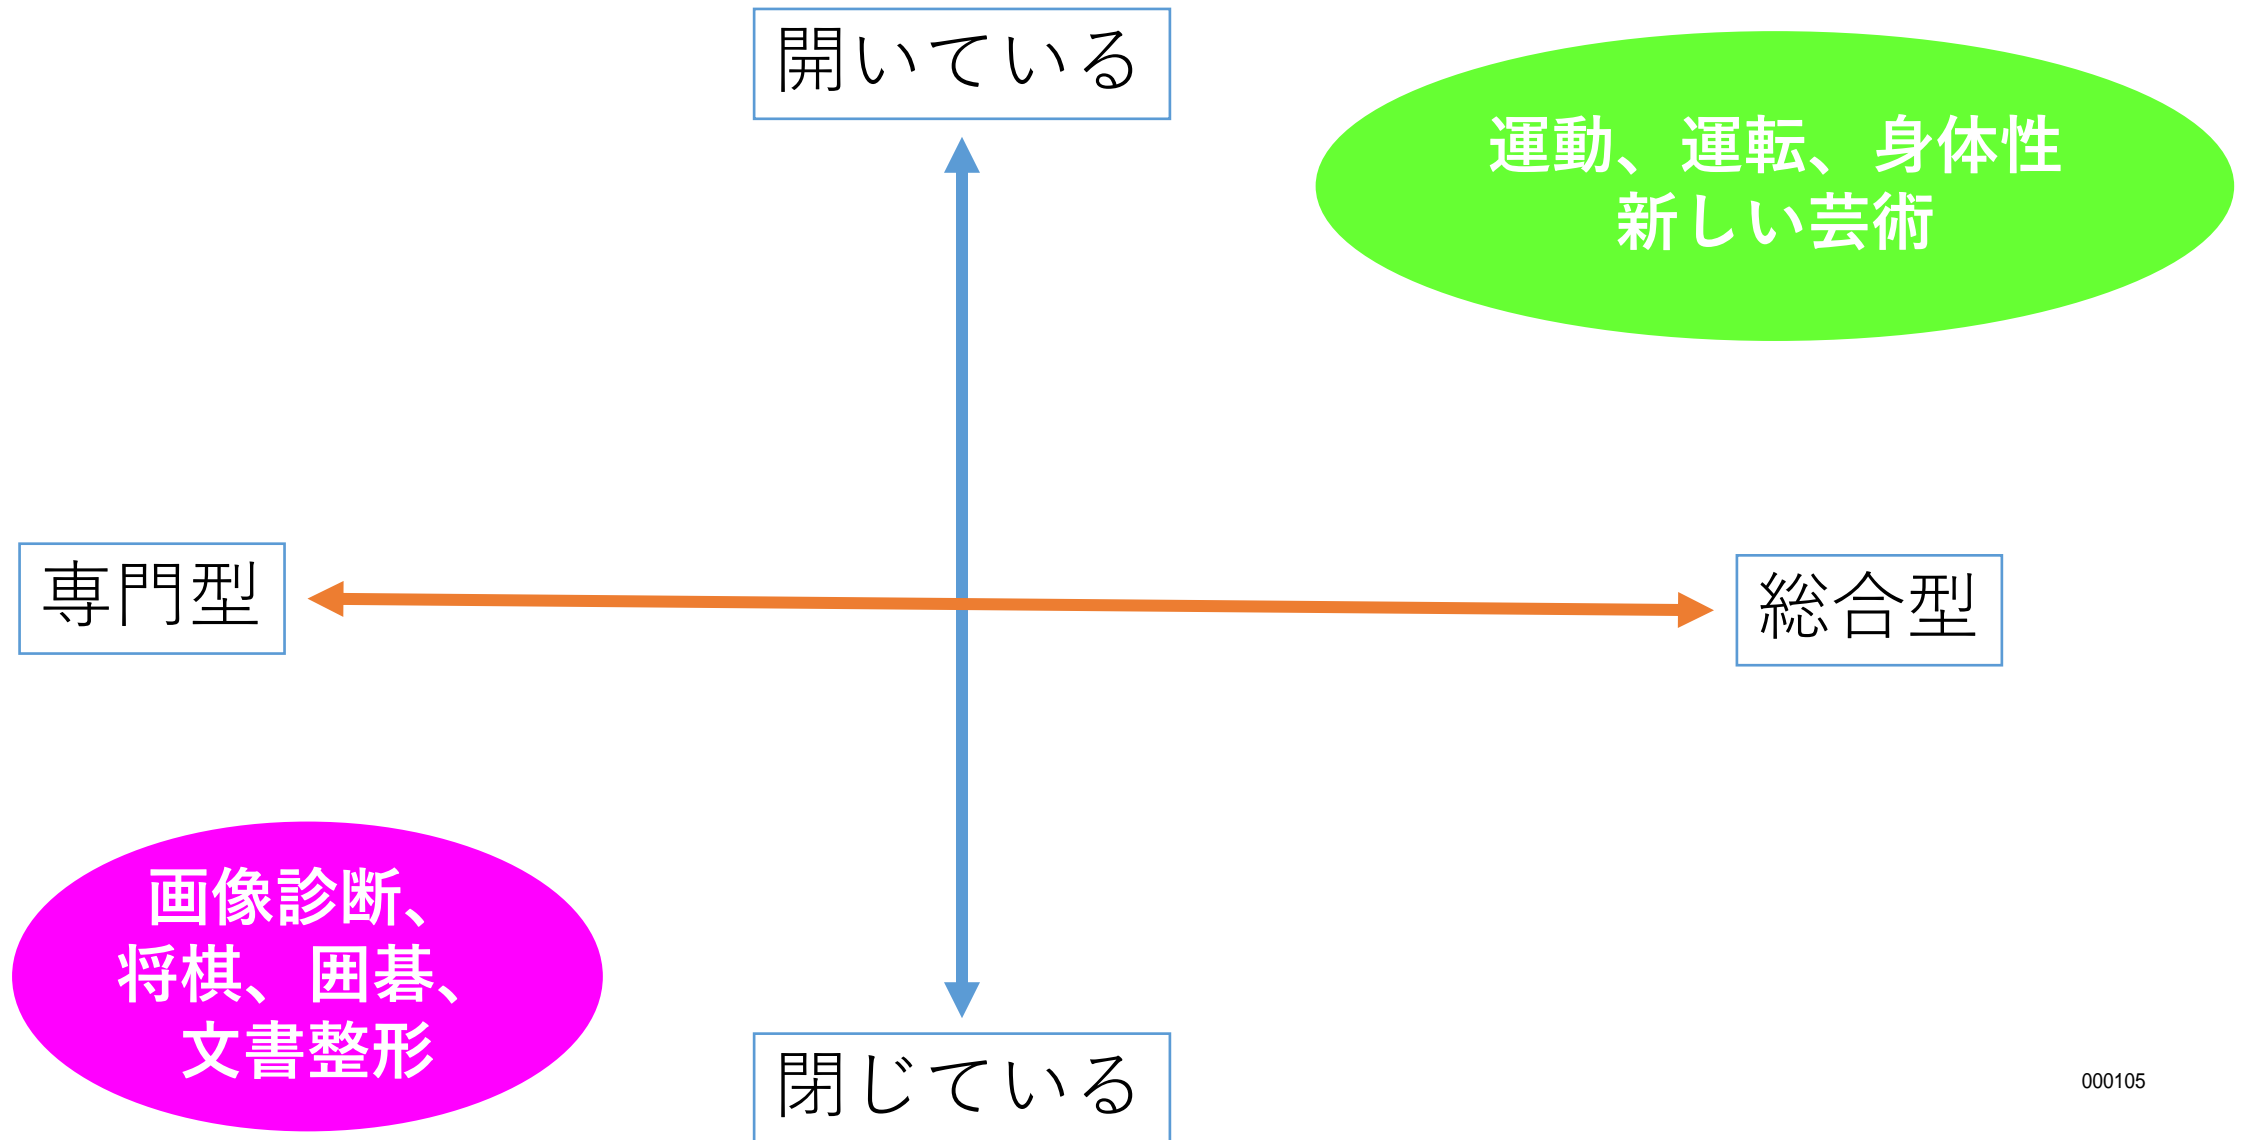 開いている
運動、運転、身体性
新しい芸術
専門型
総合型
画像診断、
将棋、囲碁、
文書整形
閉じている
000105